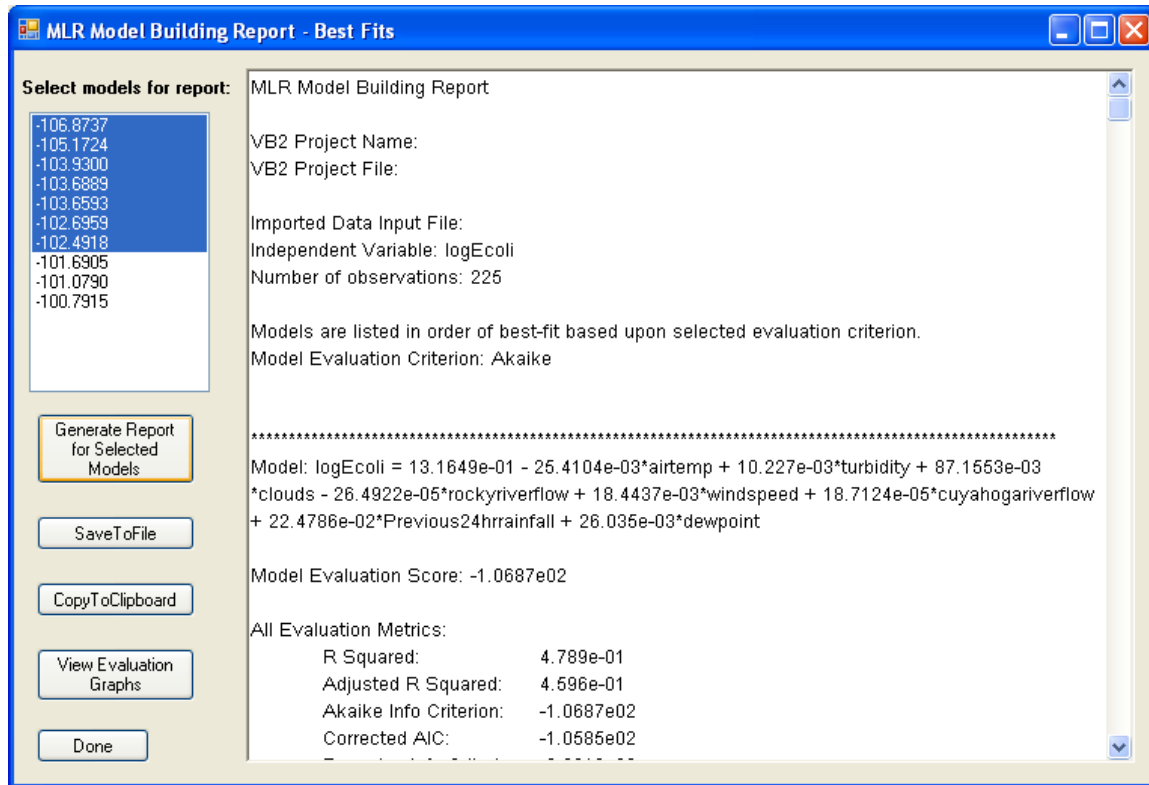 MLR Model Building Report - Best Fits
Select models for report:
-106.8737
-105.1724
-103.9300
-103.6889
-103.6593
-102.6959
-102.4918
-101.6905
-101.0790
-100.7915
Generate Report
for Selected
Models
SaveToFile
CopyToClipboard
View Evaluation
Graphs
Done
MLR Model Building Report
VB2 Project Name:
VB2 Project File:
Imported Data Input File:
Independent Variable: logEcoli
Number of observations: 225
Models are listed in order of best-fit based upon selected evaluation criterion.
Model Evaluation Criterion: Akaike
*****************************************************************************************************************
Model: logEcoli = 13.1649e-01 - 25.4104e-03*airtemp + 10.227e-03*turbidity + 87.1553e-03
*clouds - 26.4922e-05*rockyriverflow + 18.4437e-03*windspeed + 18.7124e-05*cuyahogariverflow
+ 22.4786e-02*Previous24hrrainfall + 26.035e-03*dewpoint
Model Evaluation Score: -1.0687e02
All Evaluation Metrics:
R Squared: 4.789e-01
Adjusted R Squared: 4.596e-01
Akaike Info Criterion: -1.0687e02
Corrected AIC: -1.0585e02